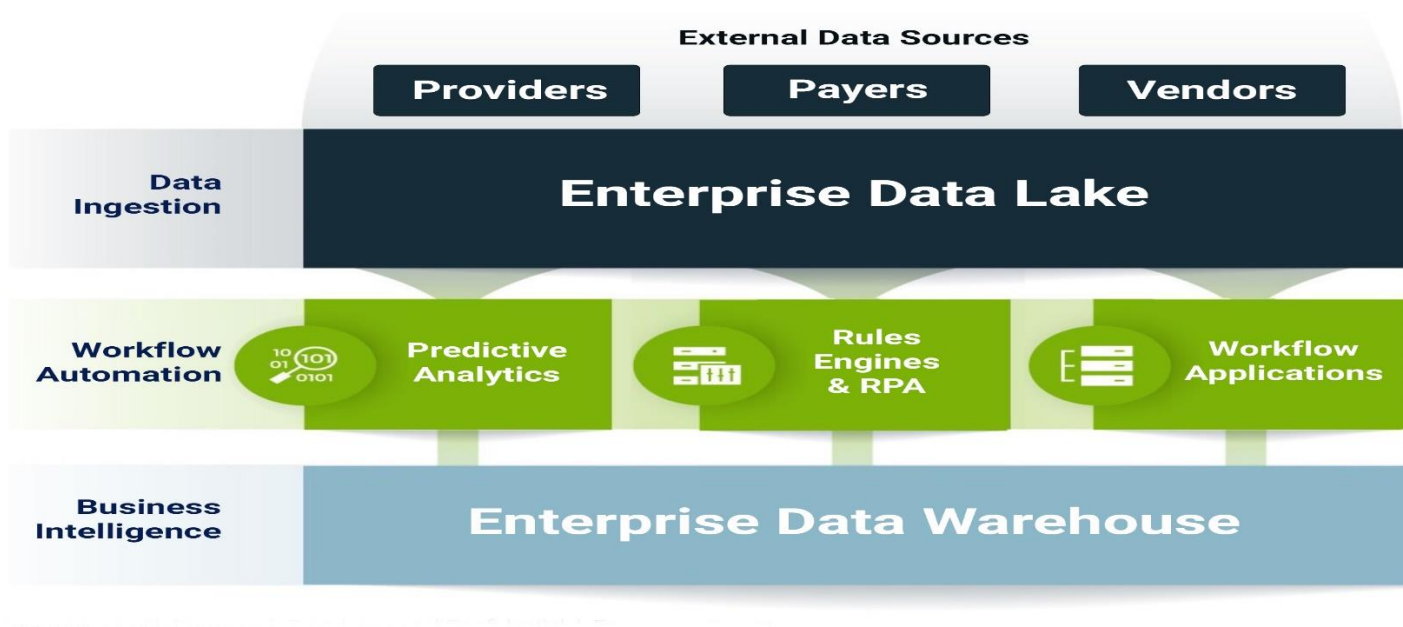 External Data Sources
Providers
Payers
Vendors
Data
Ingestion
Enterprise Data Lake
Workflow
Automation
10
01
101
0101
Predictive
Analytics
Rules
Engines
& RPA
Workflow
Applications
Business
Intelligence
Enterprise Data Warehouse